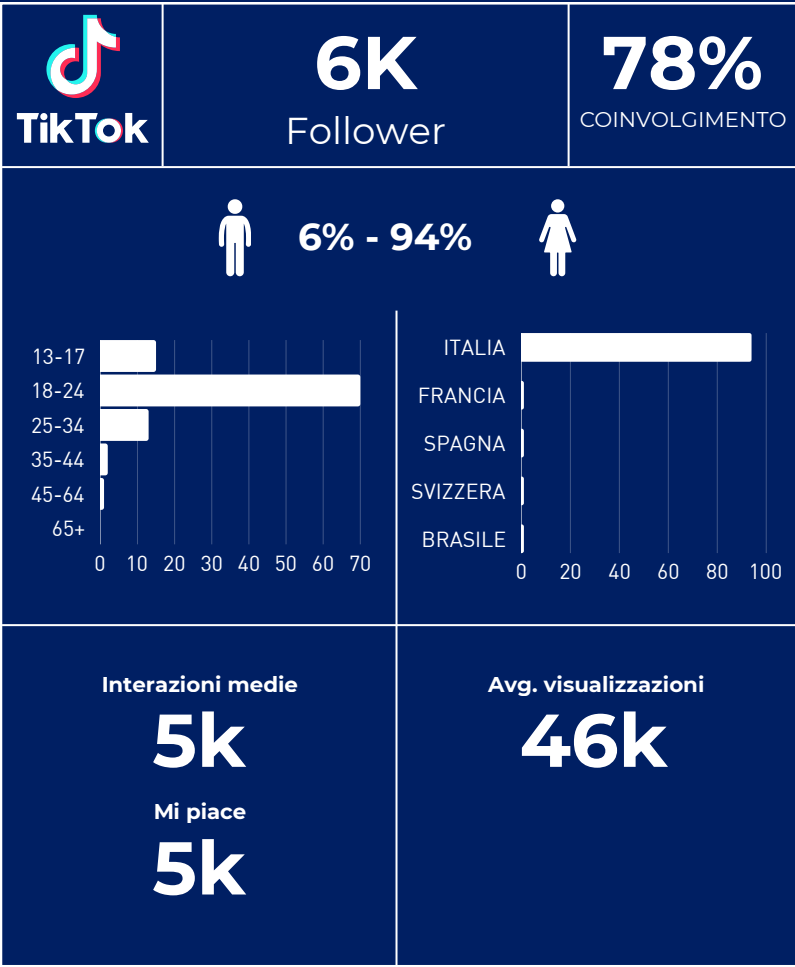 TikTok
6K
Follower
78%
COINVOLGIMENTO
6% - 94%
13-17
18-24
25-34
35-44
45-64
65+
0 10 20 30 40 50 60 70
ITALIA
FRANCIA
SPAGNA
SVIZZERA
BRASILE
0 20 40 60 80 100
Interazioni medie
5k
Mi piace
5k
Avg. visualizzazioni
46k